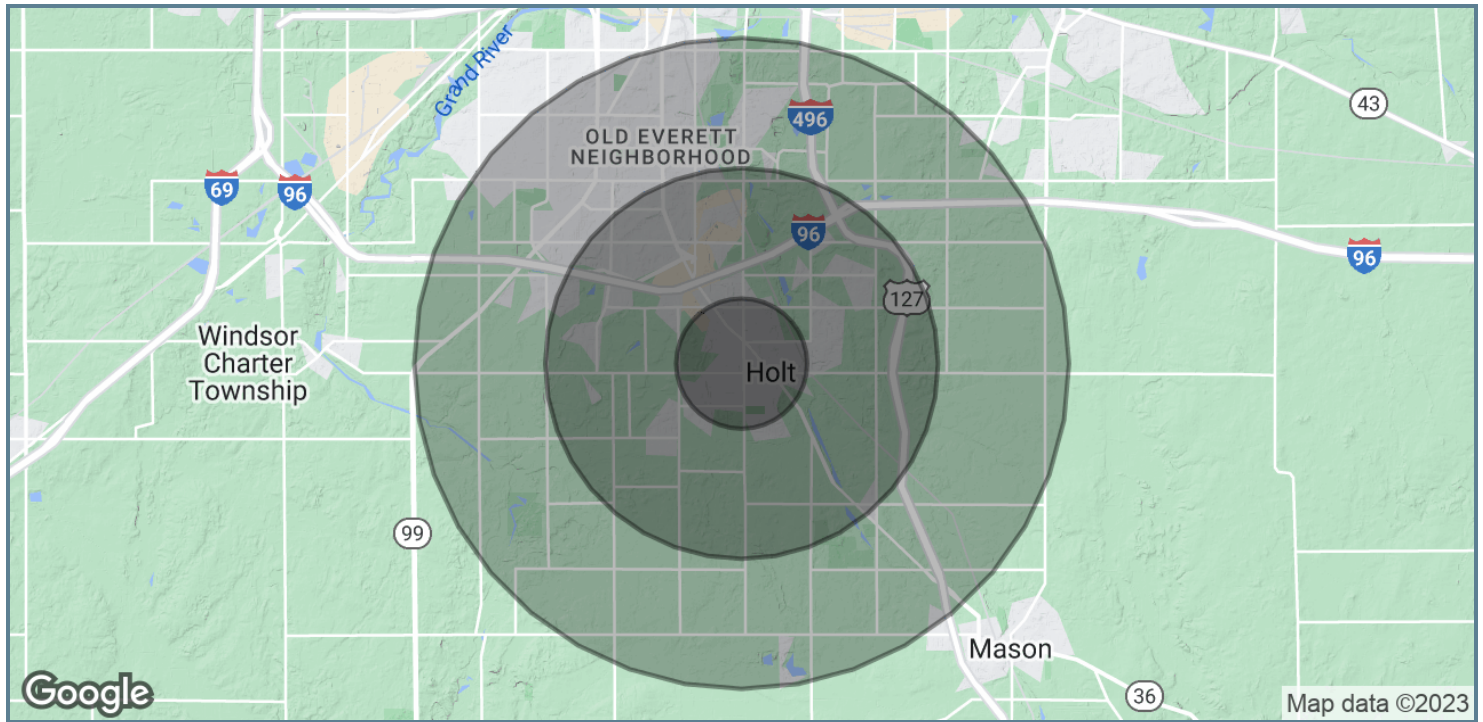 Grand River
43
OLD EVERETT
NEIGHBORHOOD
496
69
96
96
96
127
Windsor
Charter
Township
Holt
99
Mason
36
Google
Map data ©2023